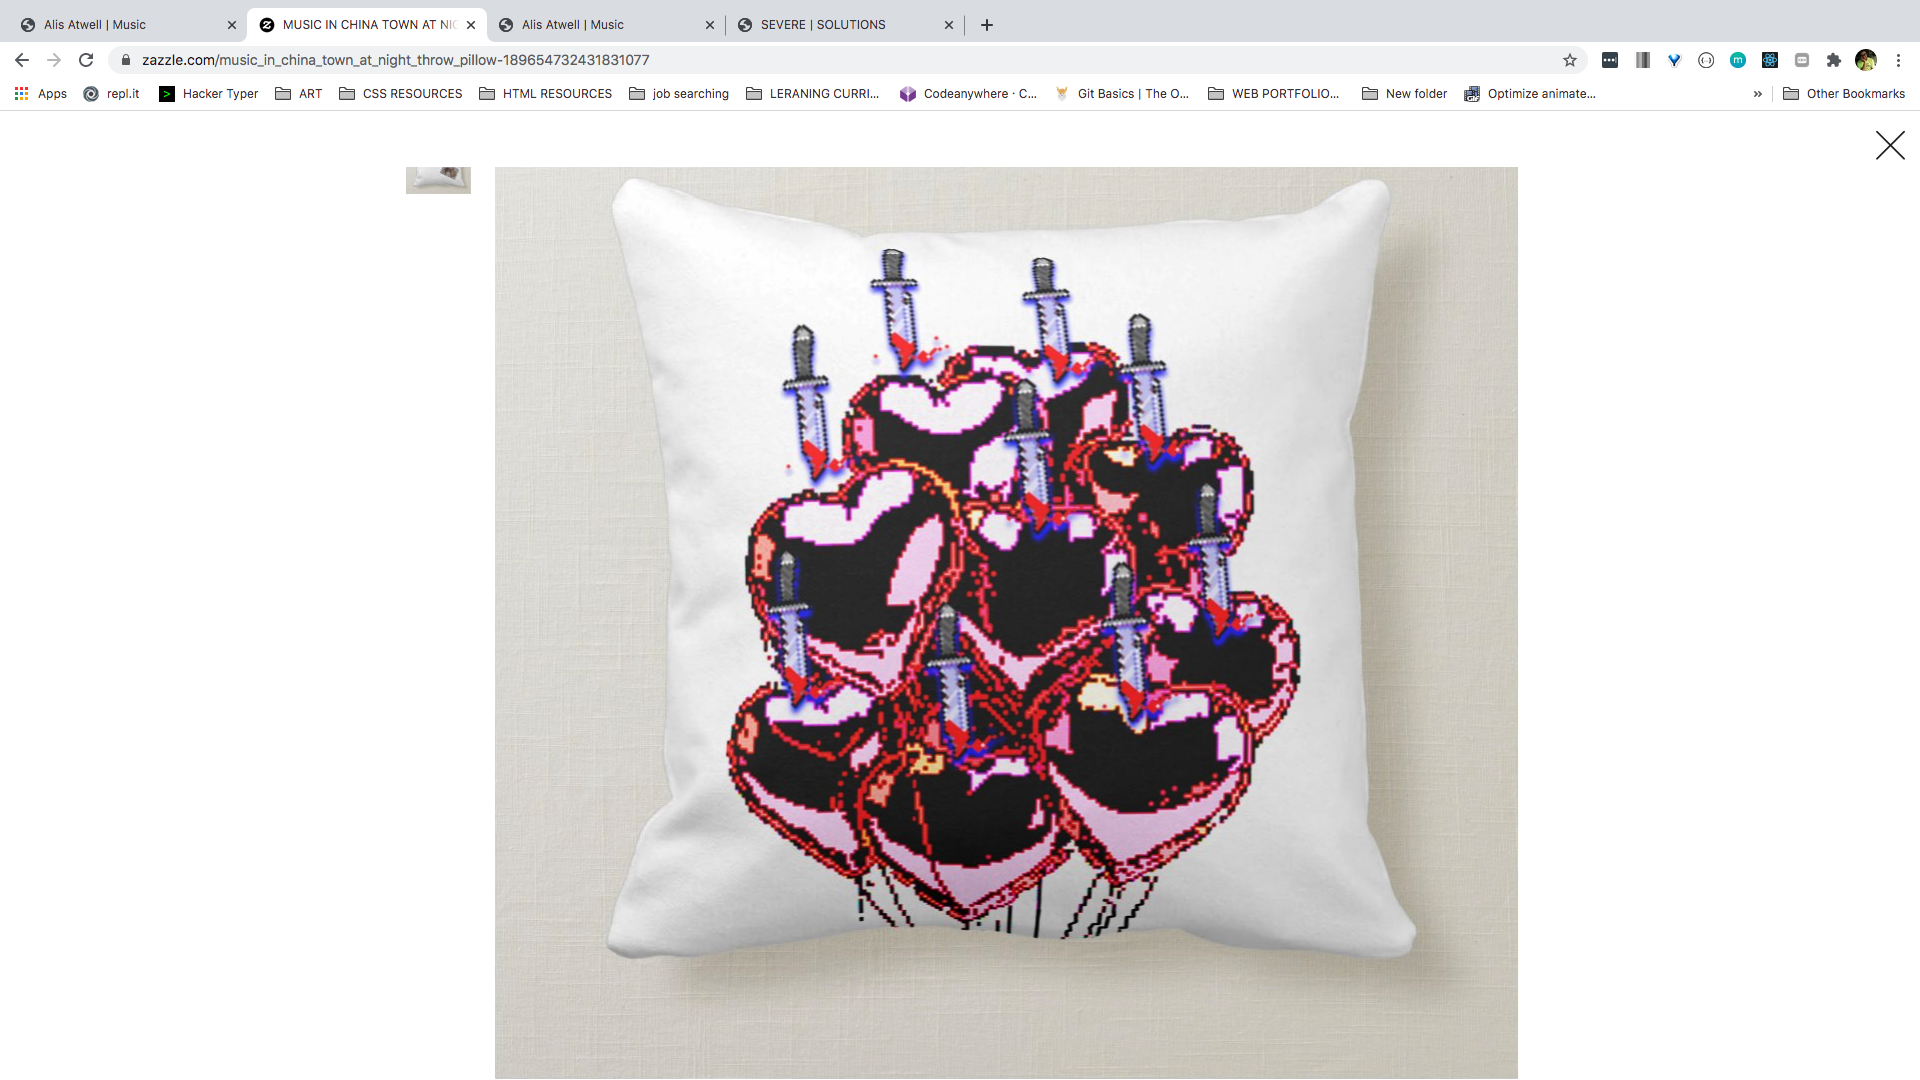 Alis Atwell | Music
MUSIC IN CHINA TOWN AT NIG
Alis Atwell | Music
SEVERE | SOLUTIONS
zazzle.com/music_in_china_town_at_night_throw_pillow-189654732431831077
Apps
repl.it
Hacker Typer
ART
CSS RESOURCES
HTML RESOURCES
job searching
LERANING CURRI...
Codeanywhere · C...
Git Basics | The O...
WEB PORTFOLIO...
New folder
Optimize animate...
»
Other Bookmarks